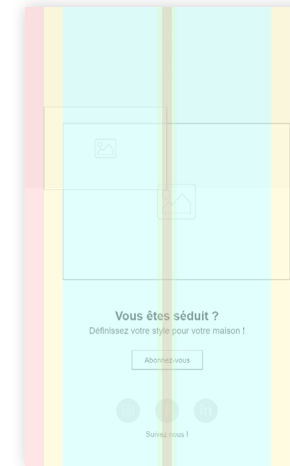 Vous êtes séduit ?
Définissez votre style pour votre maison !
Abonnez-vous
Suivez-nous !